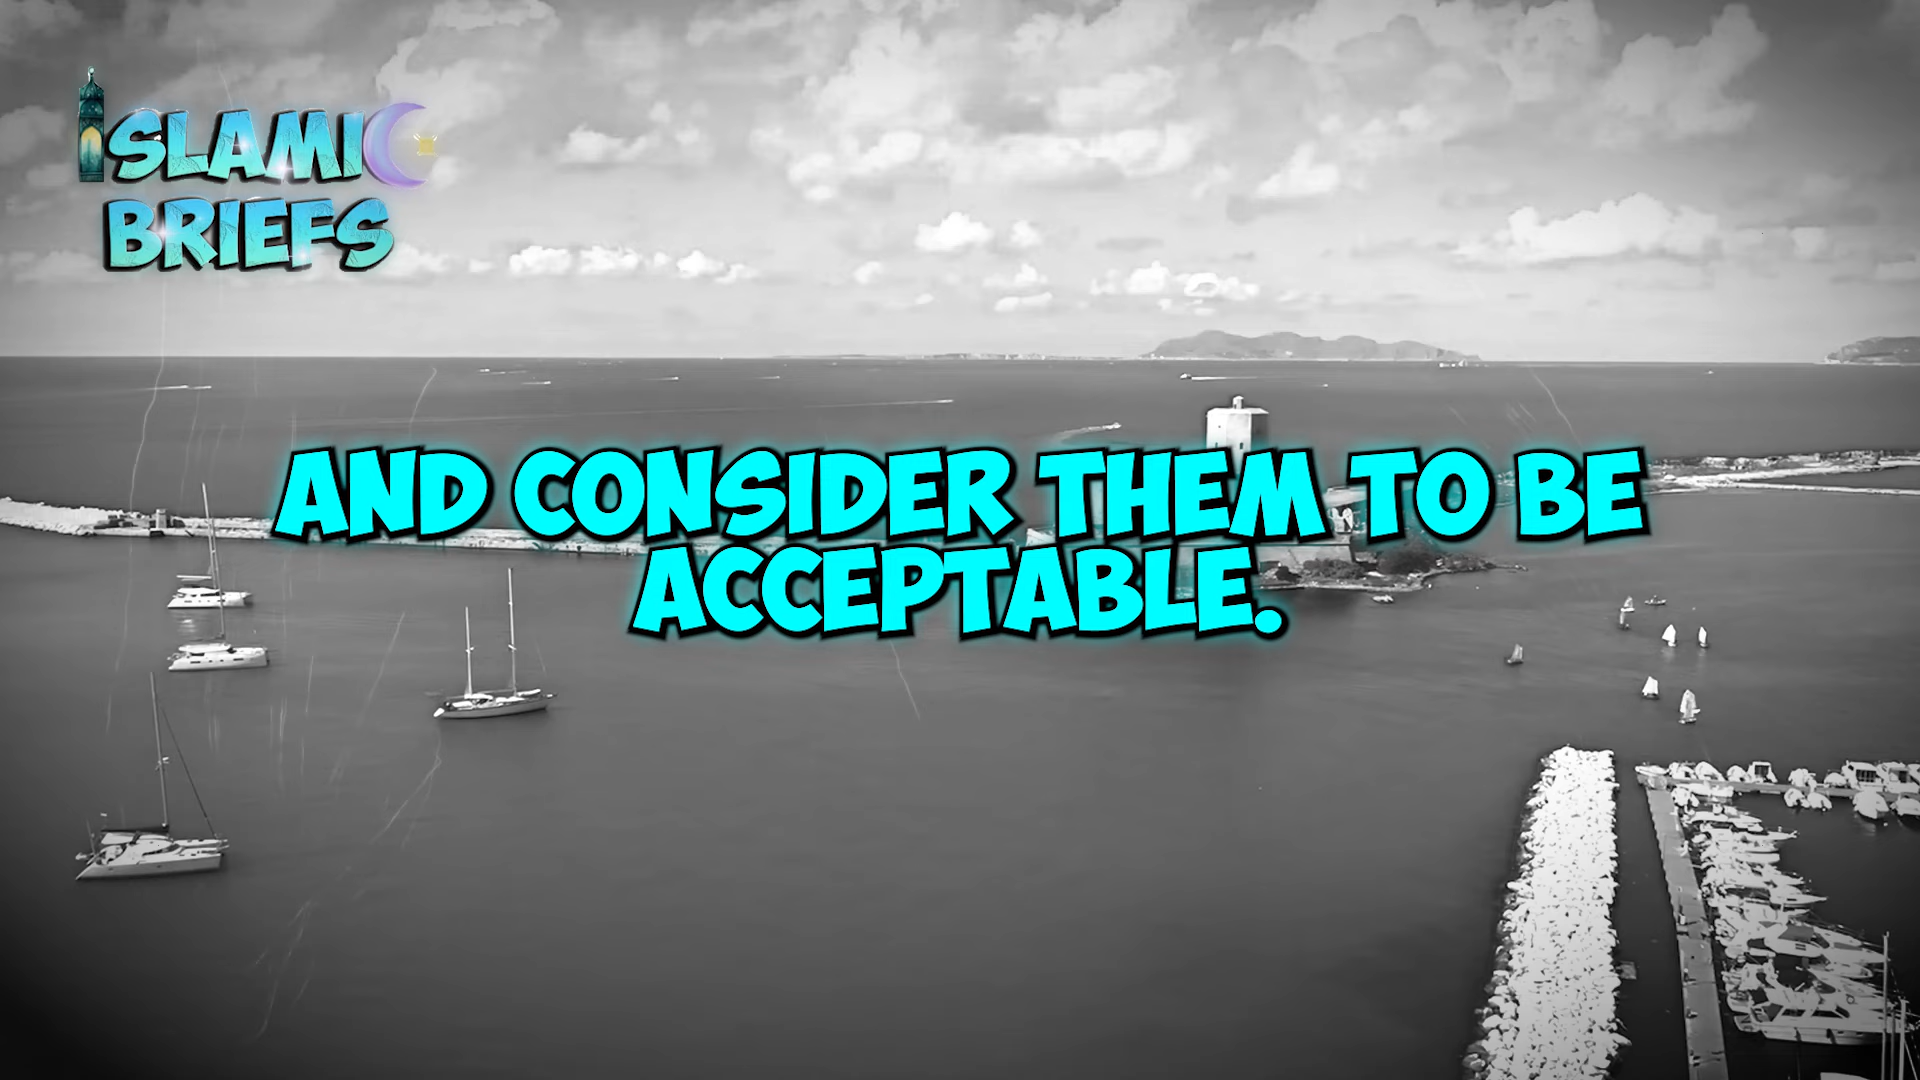 ISLAMIC
BRIEFS
AND CONSIDER THEM TO BE
ACCEPTABLE.